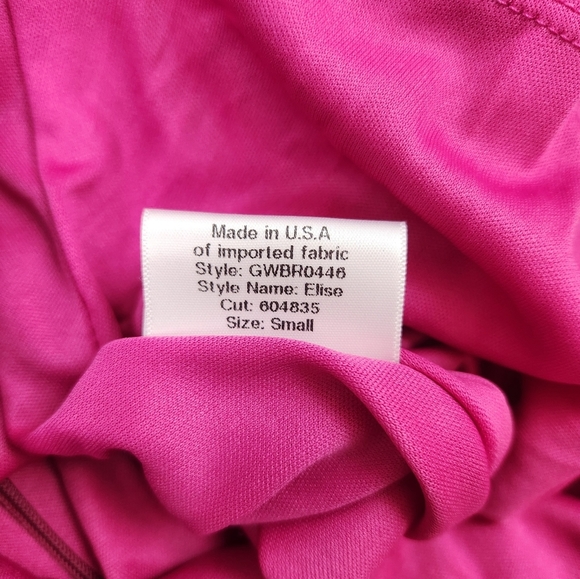 Made in U.S.A
of imported fabric
Style: GWBR0446
Style Name: Elise
Cut: 604835
Size: Small